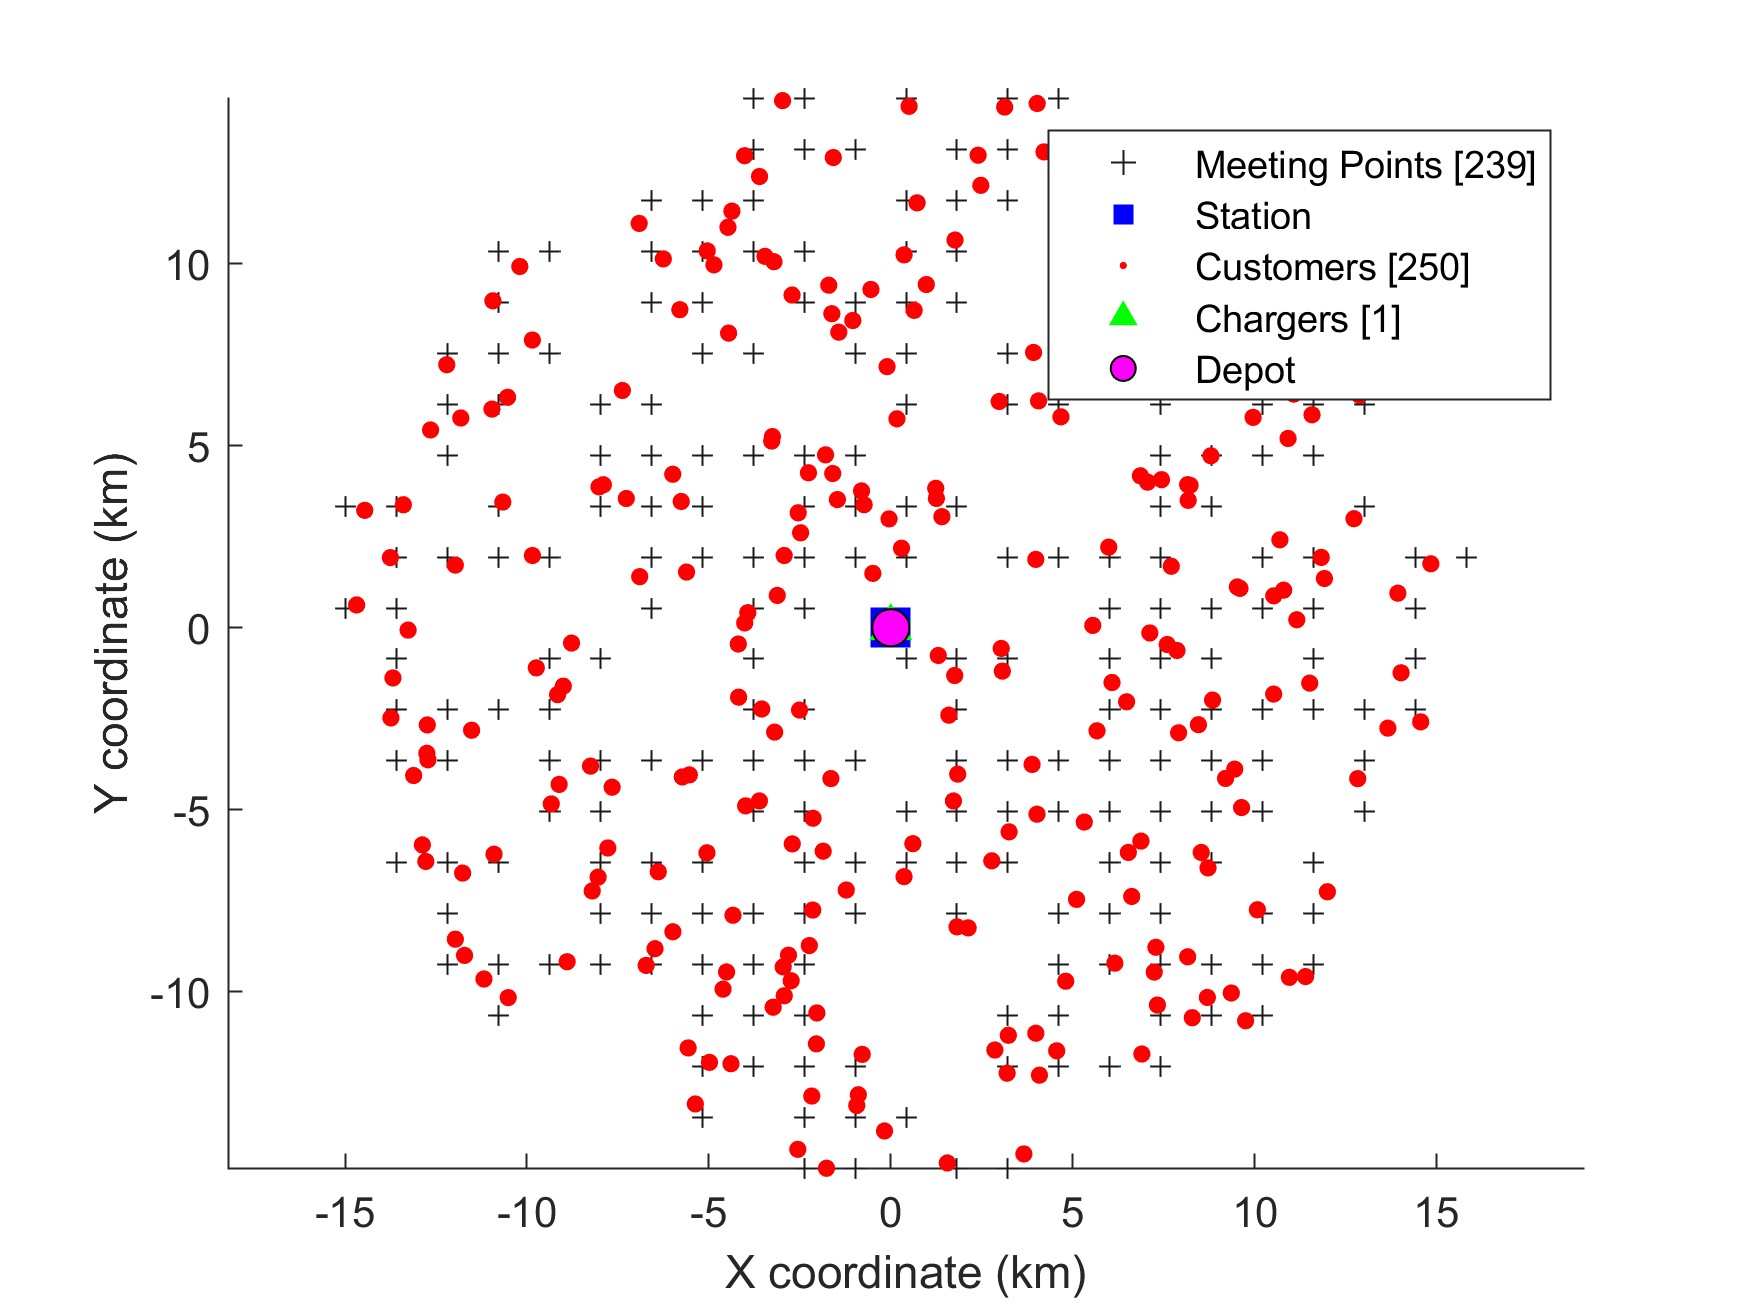 Meeting Points [239]
Station
Customers [250]
Chargers [1]
Depot
10
5
0
-5
-10
Y coordinate (km)
-15 -10 -5 0 5 10 15
X coordinate (km)